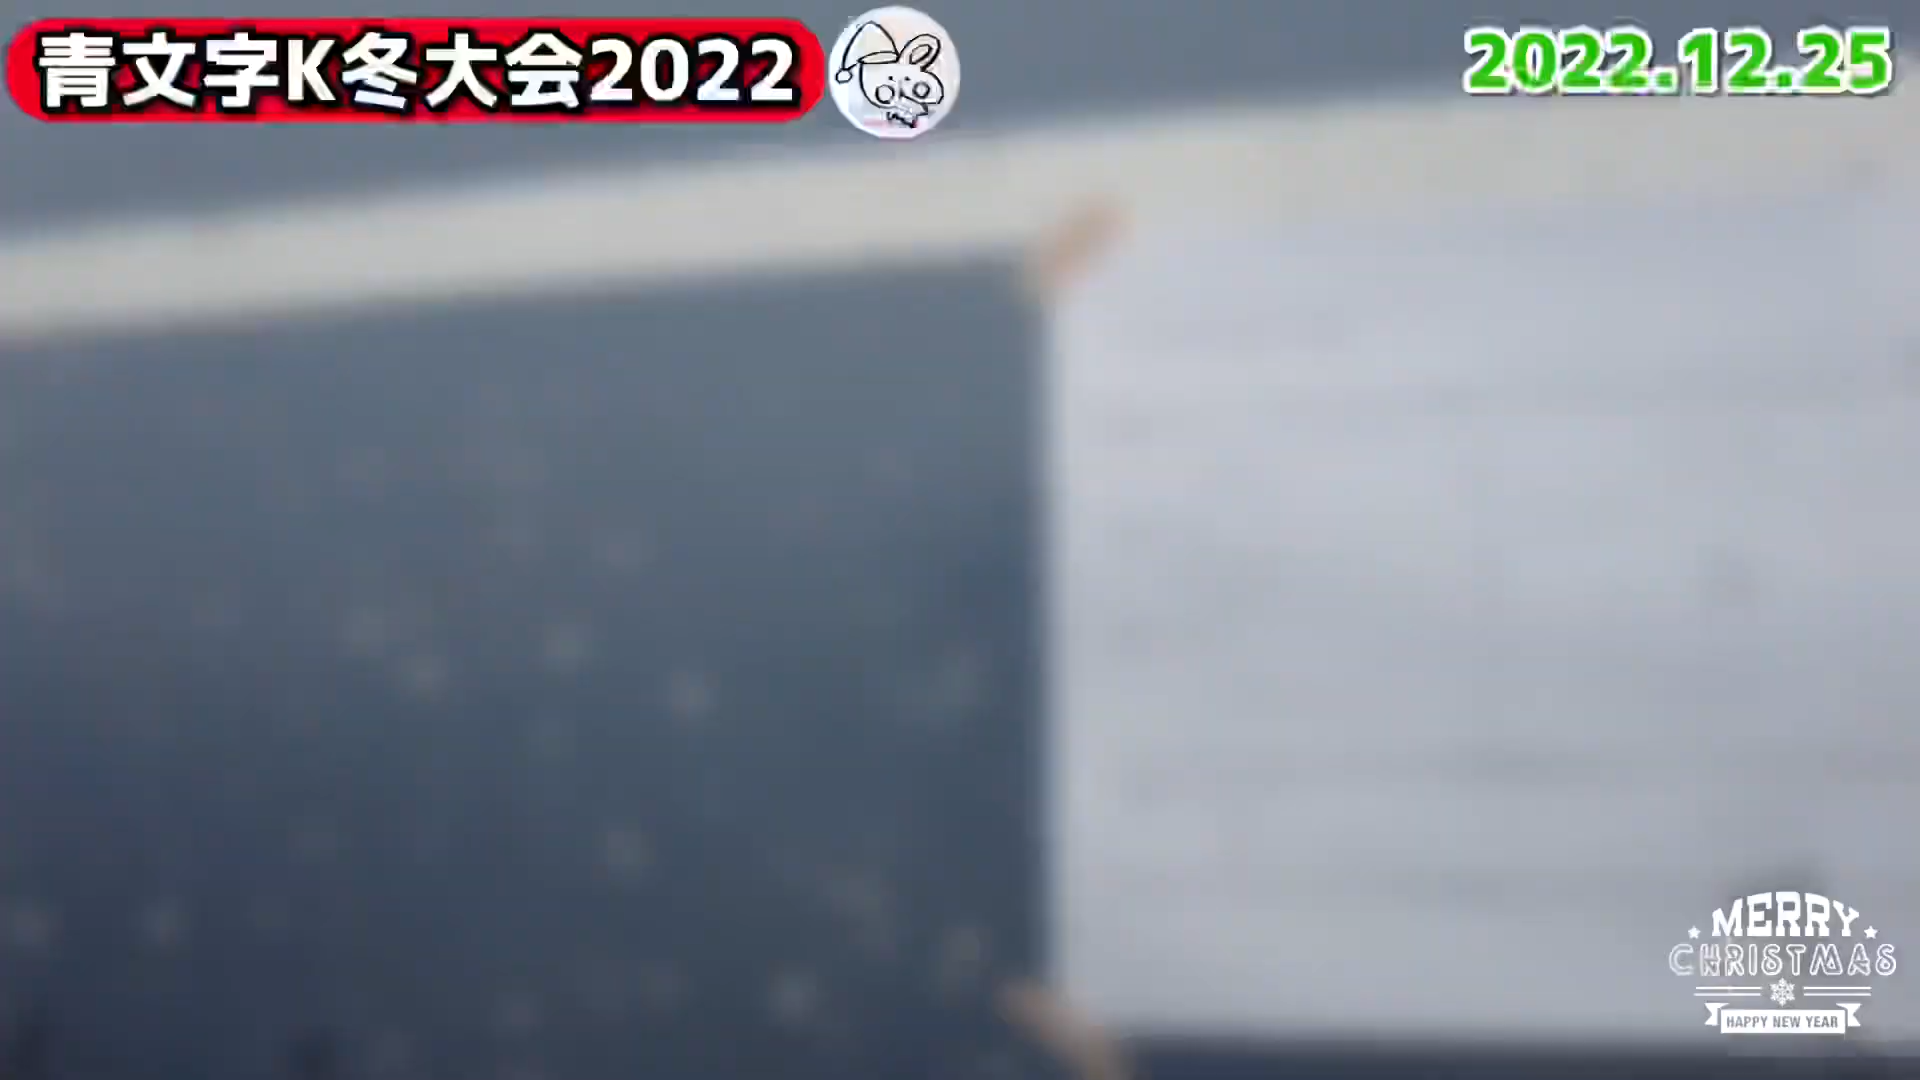 青文字K冬大会2022
2022.12.25
MERRY
CHRISTMAS
HAPPY NEW YEAR